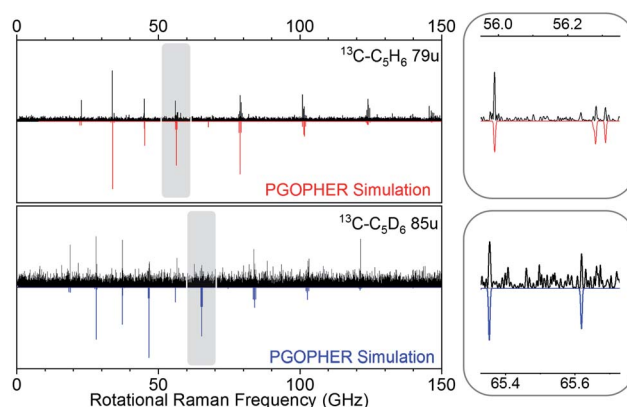 ¹³C-C₅H₆ 79u
PGOPHER Simulation
56.0 56.2
¹³C-C₅D₆ 85u
PGOPHER Simulation
0 50 100 150 0 50 100 150
Rotational Raman Frequency (GHz)
65.4 65.6